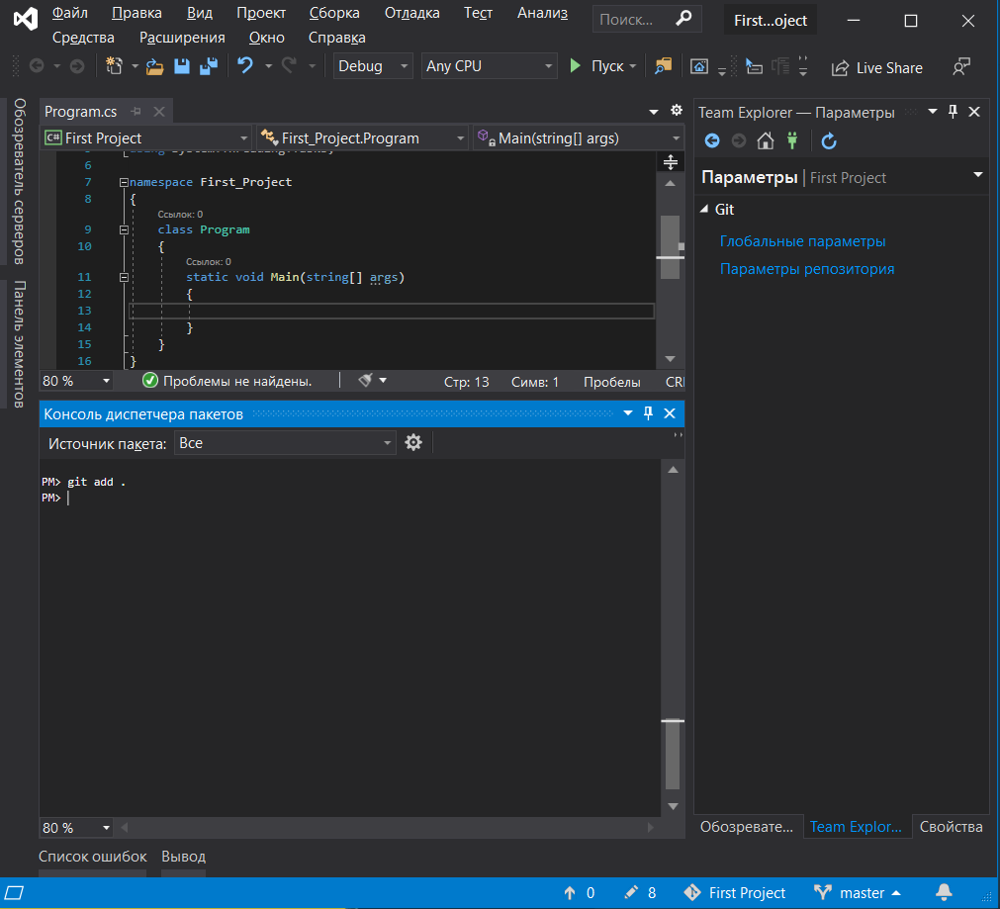 Файл Правка Вид Проект Сборка Отладка Тест Анализ Поиск... First...oject
Средства Расширения Окно Справка
Debug Any CPU Пуск Live Share
Обозреватель серверов
Панель элементов
Program.cs
First Project First_Project.Program Main(string[] args)
6
7 namespace First_Project
8 {
Ссылок: 0
9 class Program
10 {
Ссылок: 0
11 static void Main(string[] args)
12 {
13
14 }
15 }
16 }
80 % Проблемы не найдены. Стр: 13 Симв: 1 Пробелы CR
Консоль диспетчера пакетов
Источник пакета: Все
PM> git add .
PM>
80 %
Список ошибок Вывод
Team Explorer — Параметры
Параметры | First Project
Git
Глобальные параметры
Параметры репозитория
Обозревате... Team Explor... Свойства
0 8 First Project master